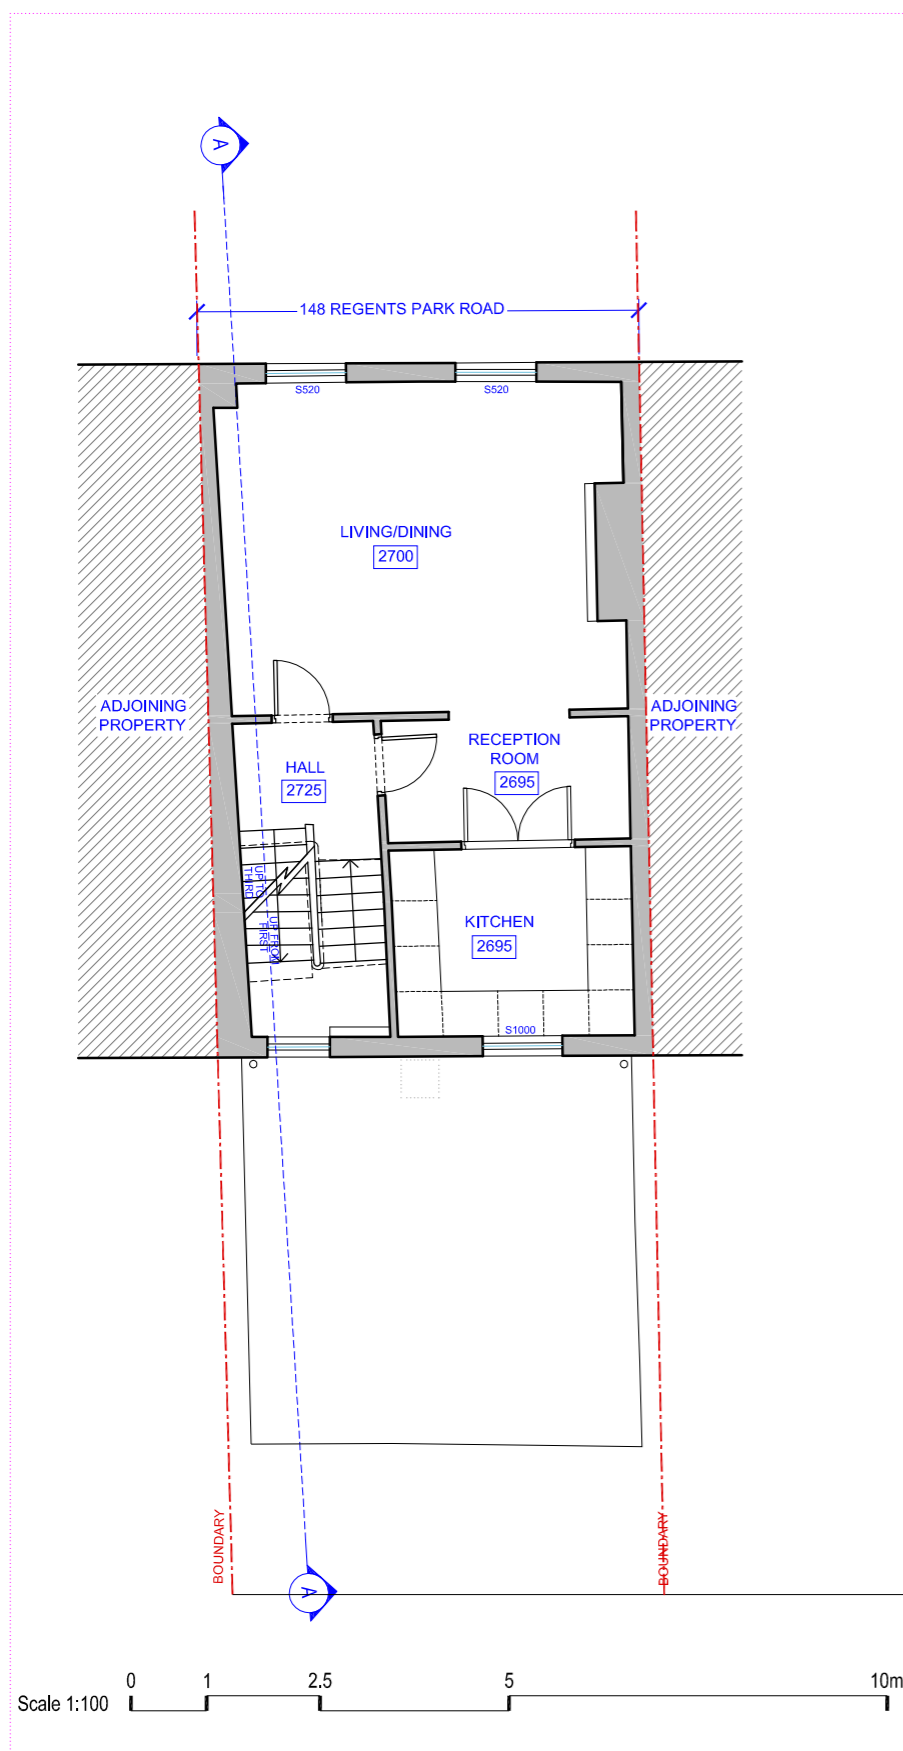 A
148 REGENTS PARK ROAD
S520
S520
LIVING/DINING
2700
ADJOINING
PROPERTY
ADJOINING
PROPERTY
RECEPTION
ROOM
2695
HALL
2725
UP TO
THIRD
UP FROM
FIRST
KITCHEN
2695
S1000
BOUNDARY
BOUNDARY
A
0 1 2.5 5 10m
Scale 1:100